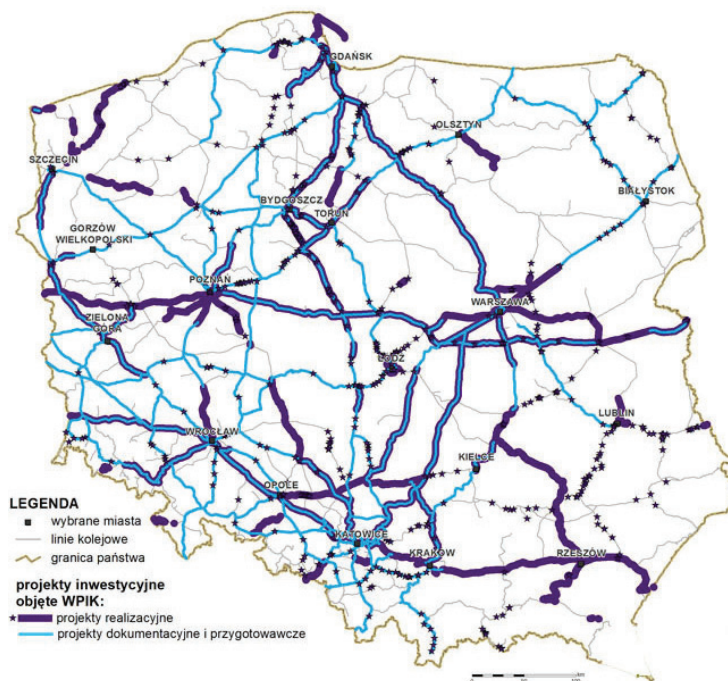 GDAŃSK
OLSZTYN
SZCZECIN
BIAŁYSTOK
BYDGOSZCZ
TORUŃ
GORZÓW
WIELKOPOLSKI
POZNAŃ
WARSZAWA
ZIELONA
GÓRA
ŁÓDŹ
LUBLIN
WROCŁAW
KIELCE
OPOLE
KATOWICE
KRAKÓW
RZESZÓW
LEGENDA
wybrane miasta
linie kolejowe
granica państwa
projekty inwestycyjne
objęte WPIK:
projekty realizacyjne
projekty dokumentacyjne i przygotowawcze